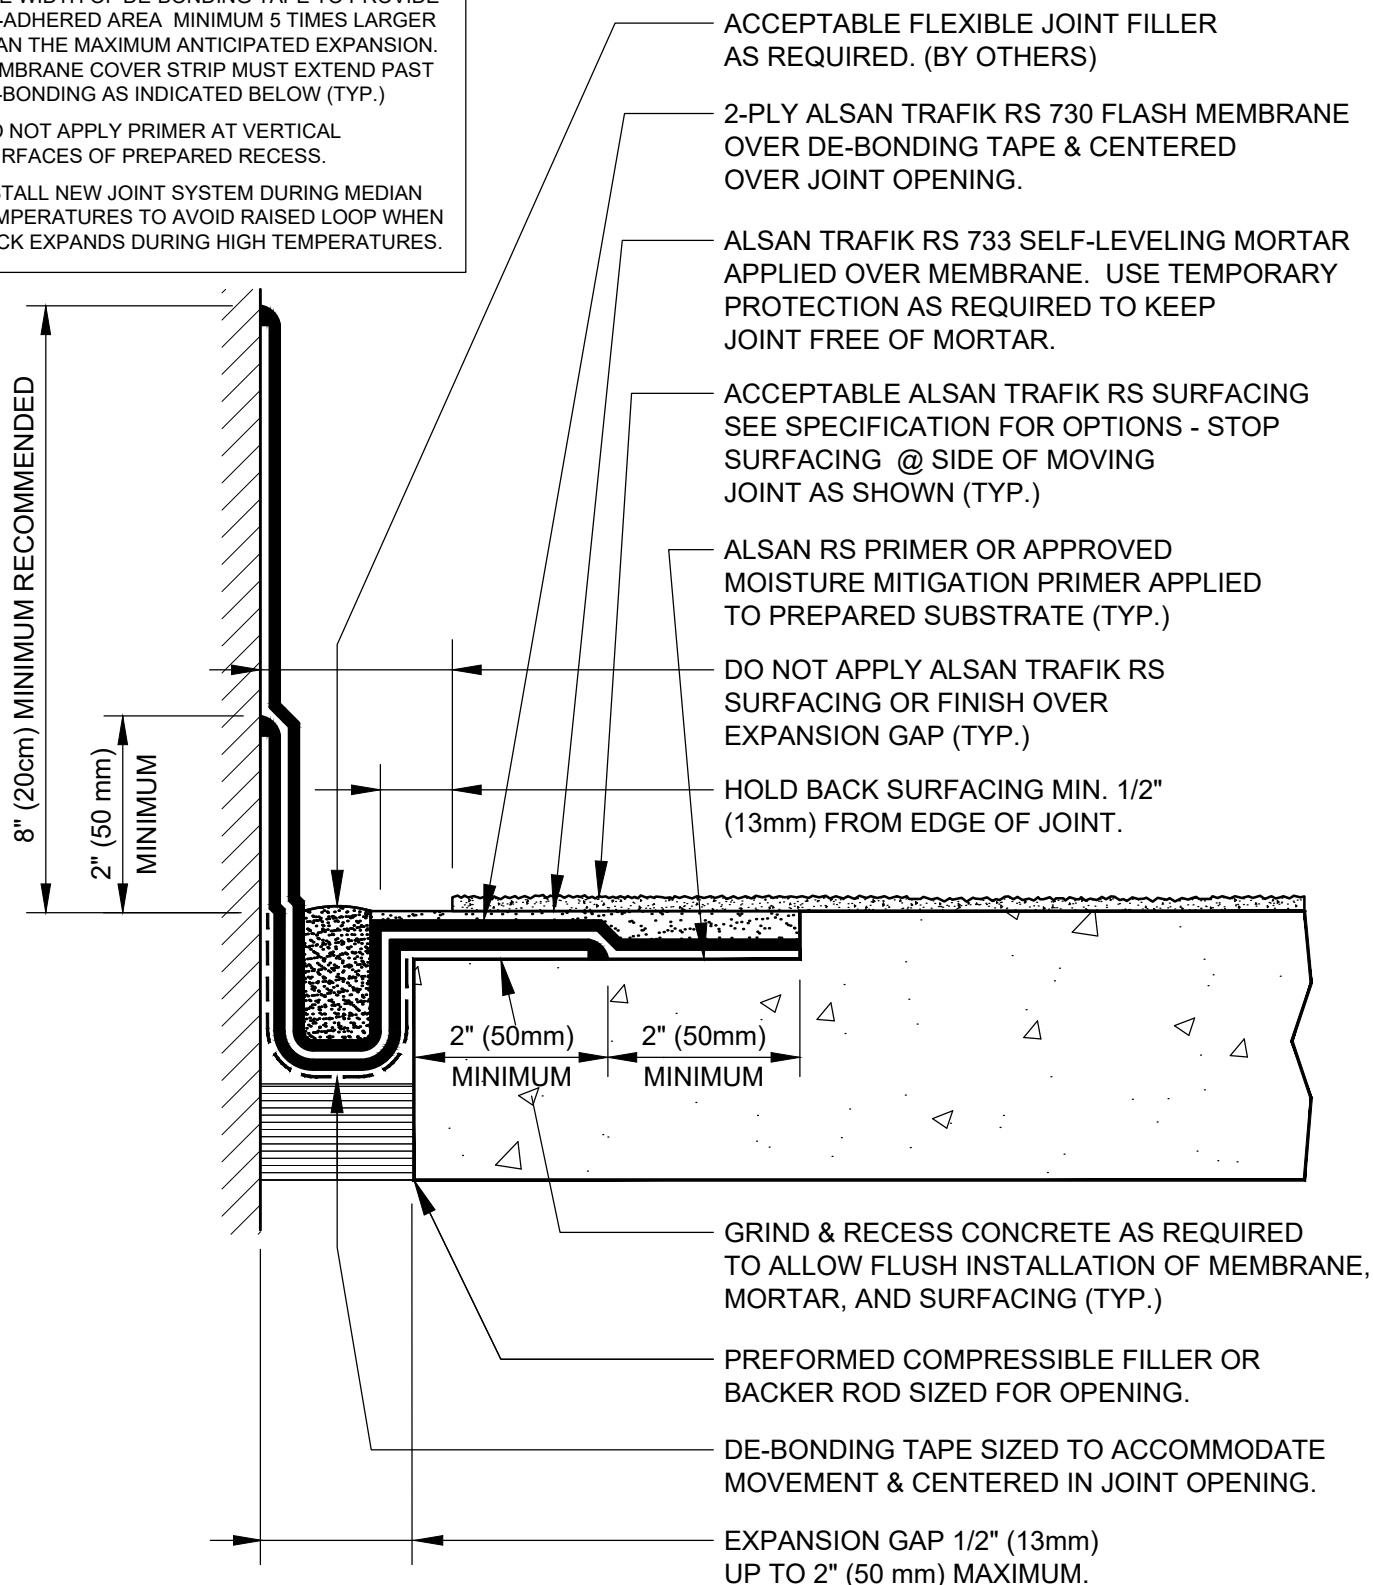 WIDTH OF DE-BONDING TAPE TO PROVIDE
-ADHERED AREA  MINIMUM 5 TIMES LARGER
THE MAXIMUM ANTICIPATED EXPANSION.
COVER STRIP MUST EXTEND PAST
-BONDING AS INDICATED BELOW (TYP.)
NOT APPLY PRIMER AT VERTICAL
OF PREPARED RECESS.
NEW JOINT SYSTEM DURING MEDIAN
TO AVOID RAISED LOOP WHEN
EXPANDS DURING HIGH TEMPERATURES.
ACCEPTABLE FLEXIBLE JOINT FILLER
AS REQUIRED. (BY OTHERS)
2-PLY ALSAN TRAFIK RS 730 FLASH MEMBRANE
OVER DE-BONDING TAPE & CENTERED
OVER JOINT OPENING.
ALSAN TRAFIK RS 733 SELF-LEVELING MORTAR
APPLIED OVER MEMBRANE.  USE TEMPORARY
PROTECTION AS REQUIRED TO KEEP
JOINT FREE OF MORTAR.
ACCEPTABLE ALSAN TRAFIK RS SURFACING
SEE SPECIFICATION FOR OPTIONS - STOP
SURFACING  @ SIDE OF MOVING
JOINT AS SHOWN (TYP.)
ALSAN RS PRIMER OR APPROVED
MOISTURE MITIGATION PRIMER APPLIED
TO PREPARED SUBSTRATE (TYP.)
DO NOT APPLY ALSAN TRAFIK RS
SURFACING OR FINISH OVER
EXPANSION GAP (TYP.)
HOLD BACK SURFACING MIN. 1/2"
(13mm) FROM EDGE OF JOINT.
8" (20cm) MINIMUM RECOMMENDED
2" (50 mm)
MINIMUM
2" (50mm)
MINIMUM
2" (50mm)
MINIMUM
GRIND & RECESS CONCRETE AS REQUIRED
TO ALLOW FLUSH INSTALLATION OF MEMBRANE,
MORTAR, AND SURFACING (TYP.)
PREFORMED COMPRESSIBLE FILLER OR
BACKER ROD SIZED FOR OPENING.
DE-BONDING TAPE SIZED TO ACCOMMODATE
MOVEMENT & CENTERED IN JOINT OPENING.
EXPANSION GAP 1/2" (13mm)
UP TO 2" (50 mm) MAXIMUM.